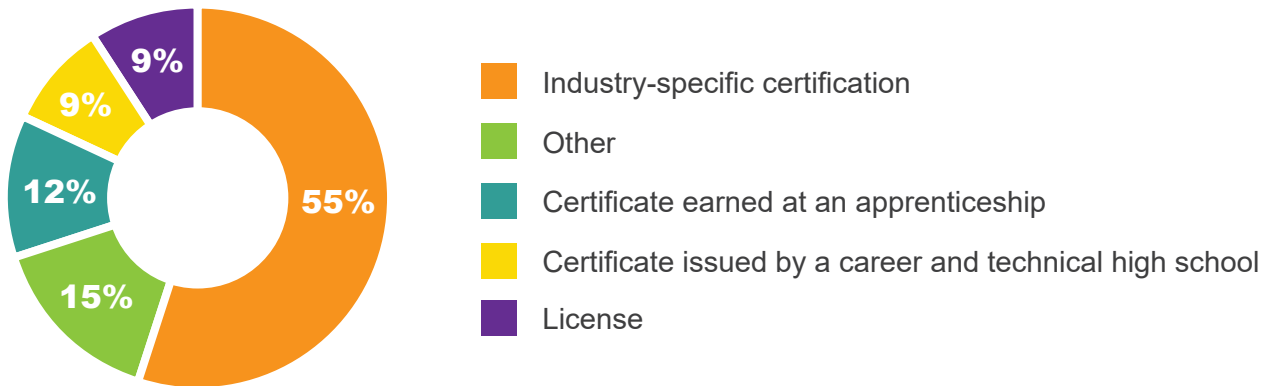 9%
9%
12%
55%
15%
Industry-specific certification
Other
Certificate earned at an apprenticeship
Certificate issued by a career and technical high school
License